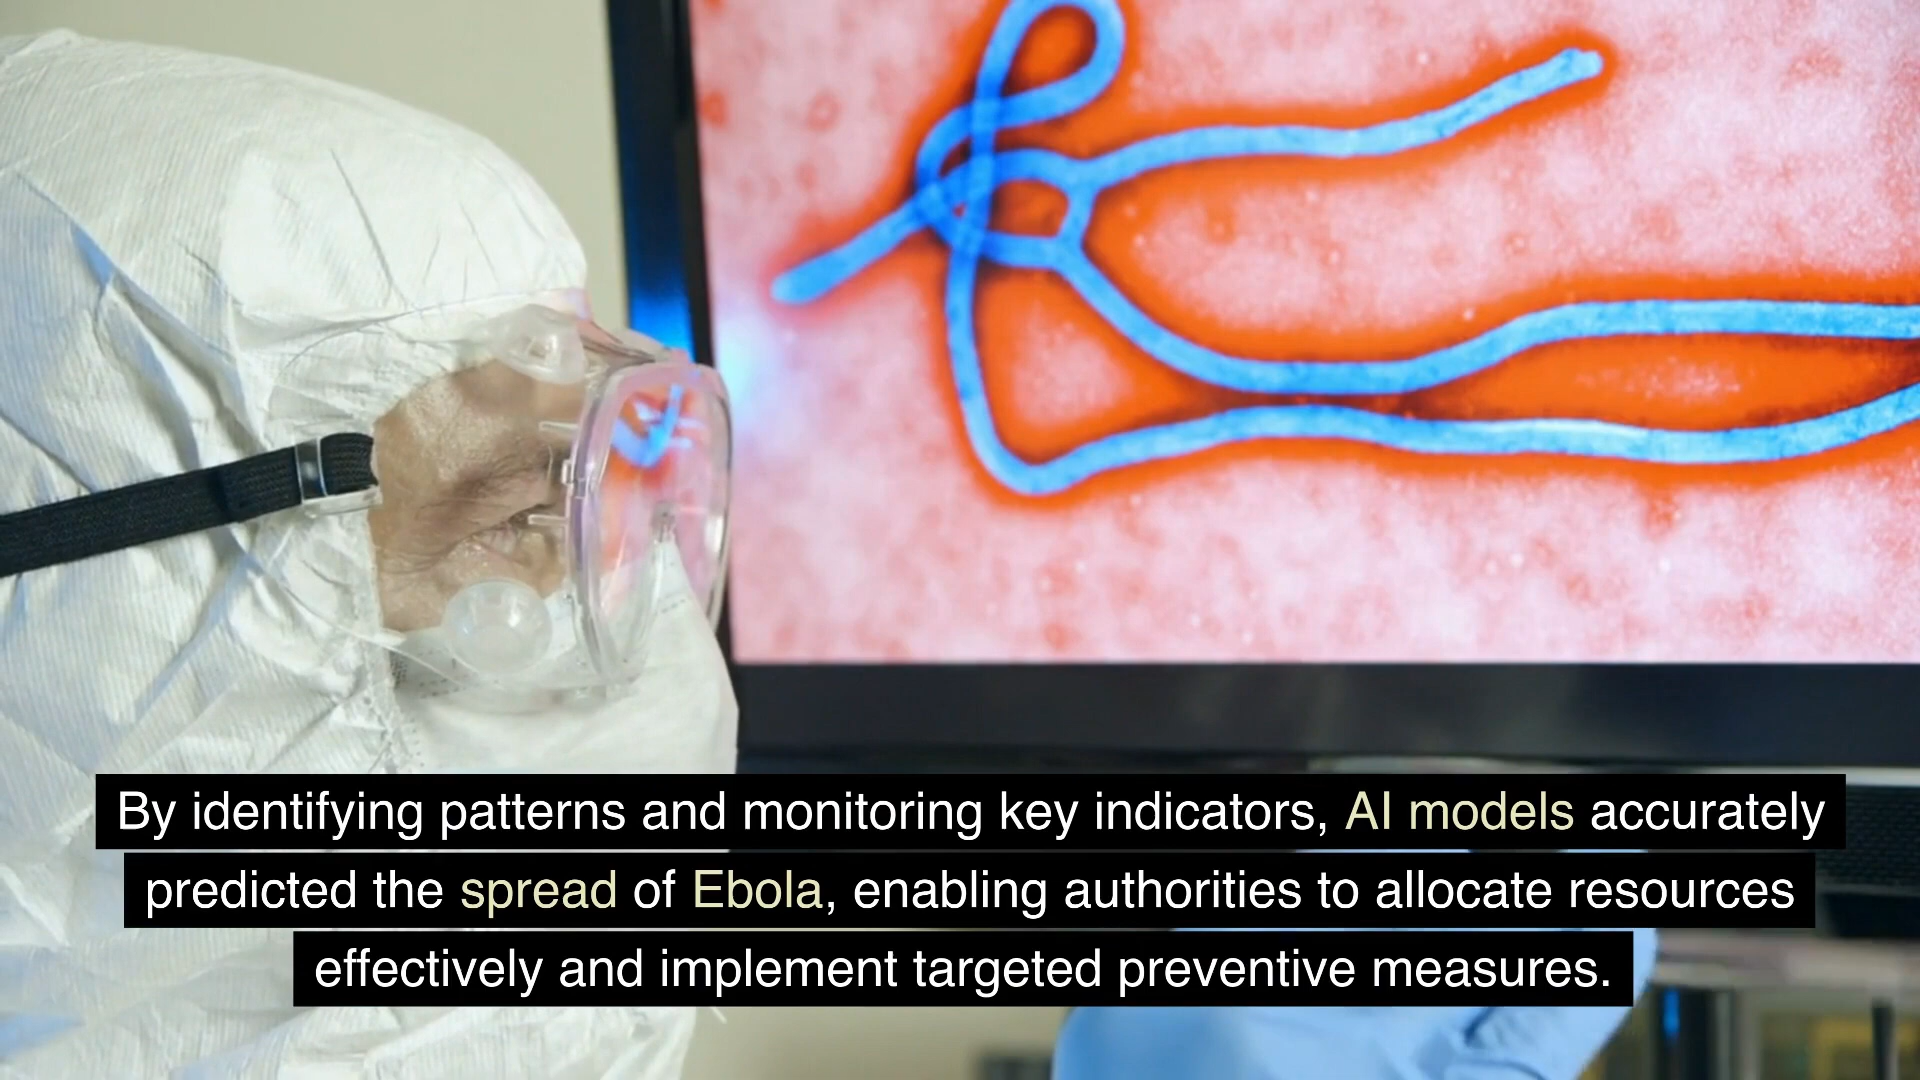 By identifying patterns and monitoring key indicators, AI models accurately
predicted the spread of Ebola, enabling authorities to allocate resources
effectively and implement targeted preventive measures.